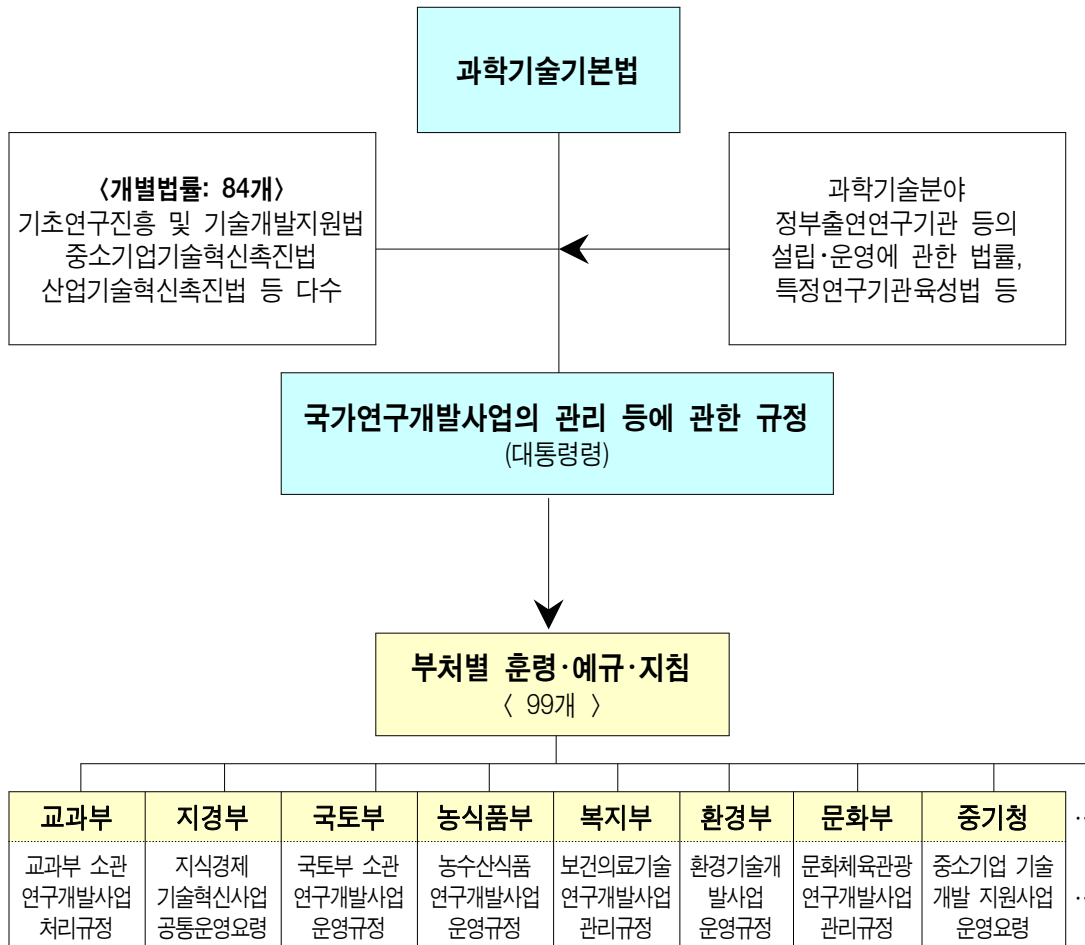 과학기술기본법
〈개별법률: 84개〉
기초연구진흥 및 기술개발지원법
중소기업기술혁신촉진법
산업기술혁신촉진법 등 다수
과학기술분야
정부출연연구기관 등의
설립·운영에 관한 법률,
특정연구기관육성법 등
국가연구개발사업의 관리 등에 관한 규정
(대통령령)
부처별 훈령·예규·지침
〈 99개 〉
교과부
교과부 소관
연구개발사업
처리규정
지경부
지식경제
기술혁신사업
공통운영요령
국토부
국토부 소관
연구개발사업
운영규정
농식품부
농수산식품
연구개발사업
운영규정
복지부
보건의료기술
연구개발사업
관리규정
환경부
환경기술개
발사업
운영규정
문화부
문화체육관광
연구개발사업
관리규정
중기청
중소기업 기술
개발 지원사업
운영요령
‥
‥